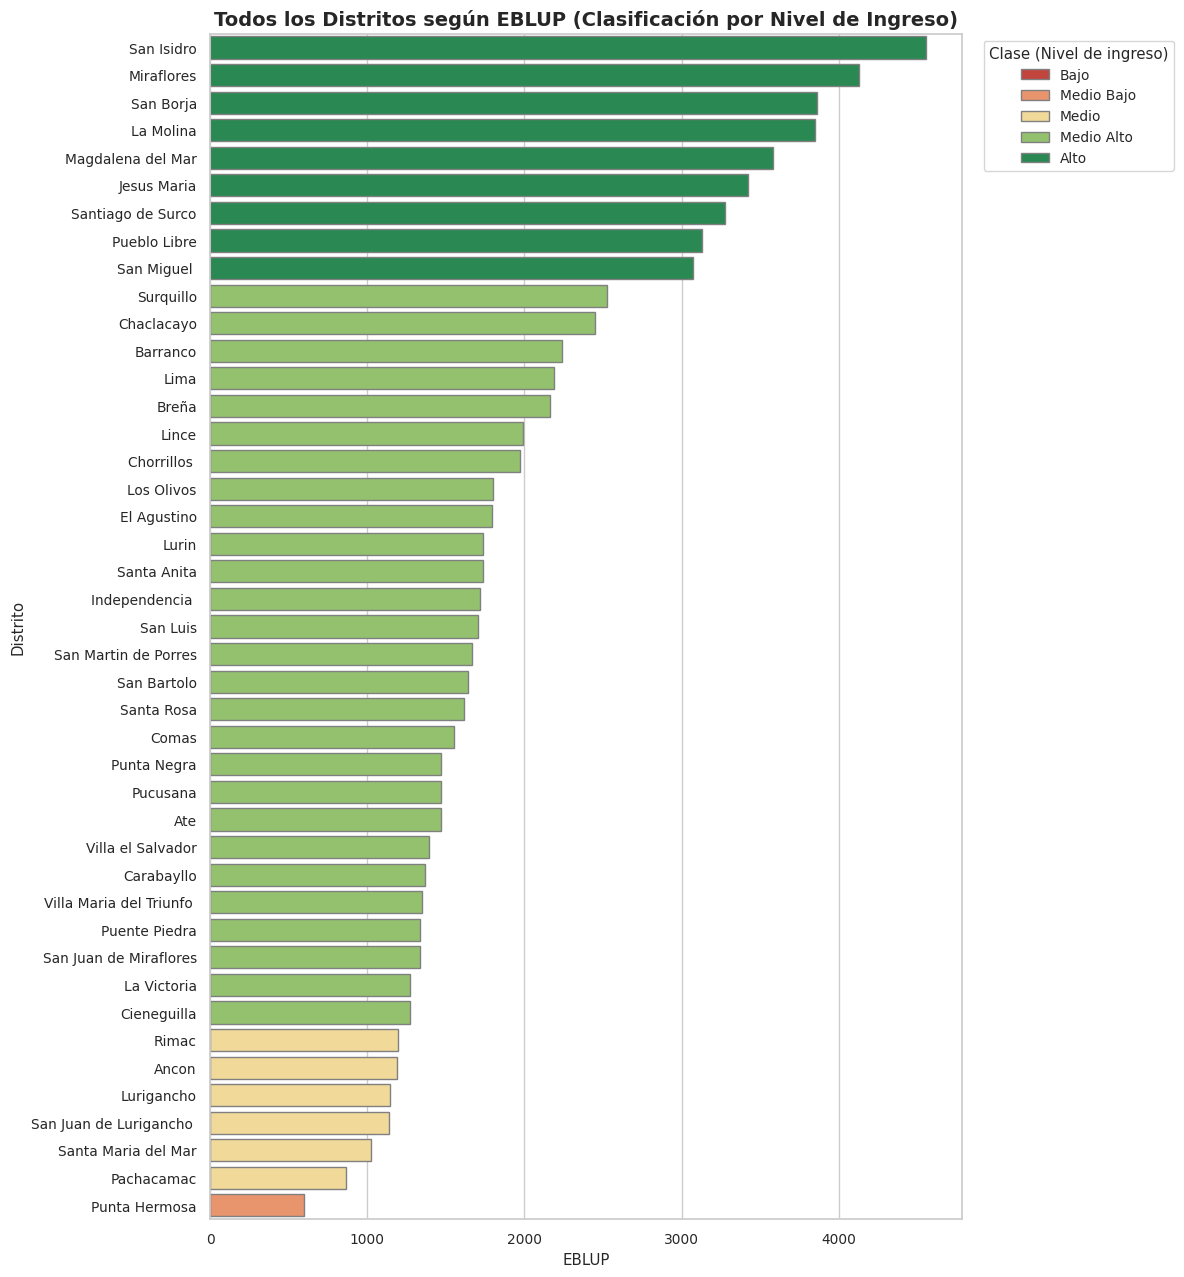 Todos los Distritos según EBLUP (Clasificación por Nivel de Ingreso)
Clase (Nivel de ingreso)
Bajo
Medio Bajo
Medio
Medio Alto
Alto
San Isidro
Miraflores
San Borja
La Molina
Magdalena del Mar
Jesus Maria
Santiago de Surco
Pueblo Libre
San Miguel
Surquillo
Chaclacayo
Barranco
Lima
Breña
Lince
Chorrillos
Los Olivos
El Agustino
Lurin
Santa Anita
Independencia
San Luis
San Martin de Porres
San Bartolo
Santa Rosa
Comas
Punta Negra
Pucusana
Ate
Villa el Salvador
Carabayllo
Villa Maria del Triunfo
Puente Piedra
San Juan de Miraflores
La Victoria
Cieneguilla
Rimac
Ancon
Lurigancho
San Juan de Lurigancho
Santa Maria del Mar
Pachacamac
Punta Hermosa
Distrito
0 1000 2000 3000 4000
EBLUP